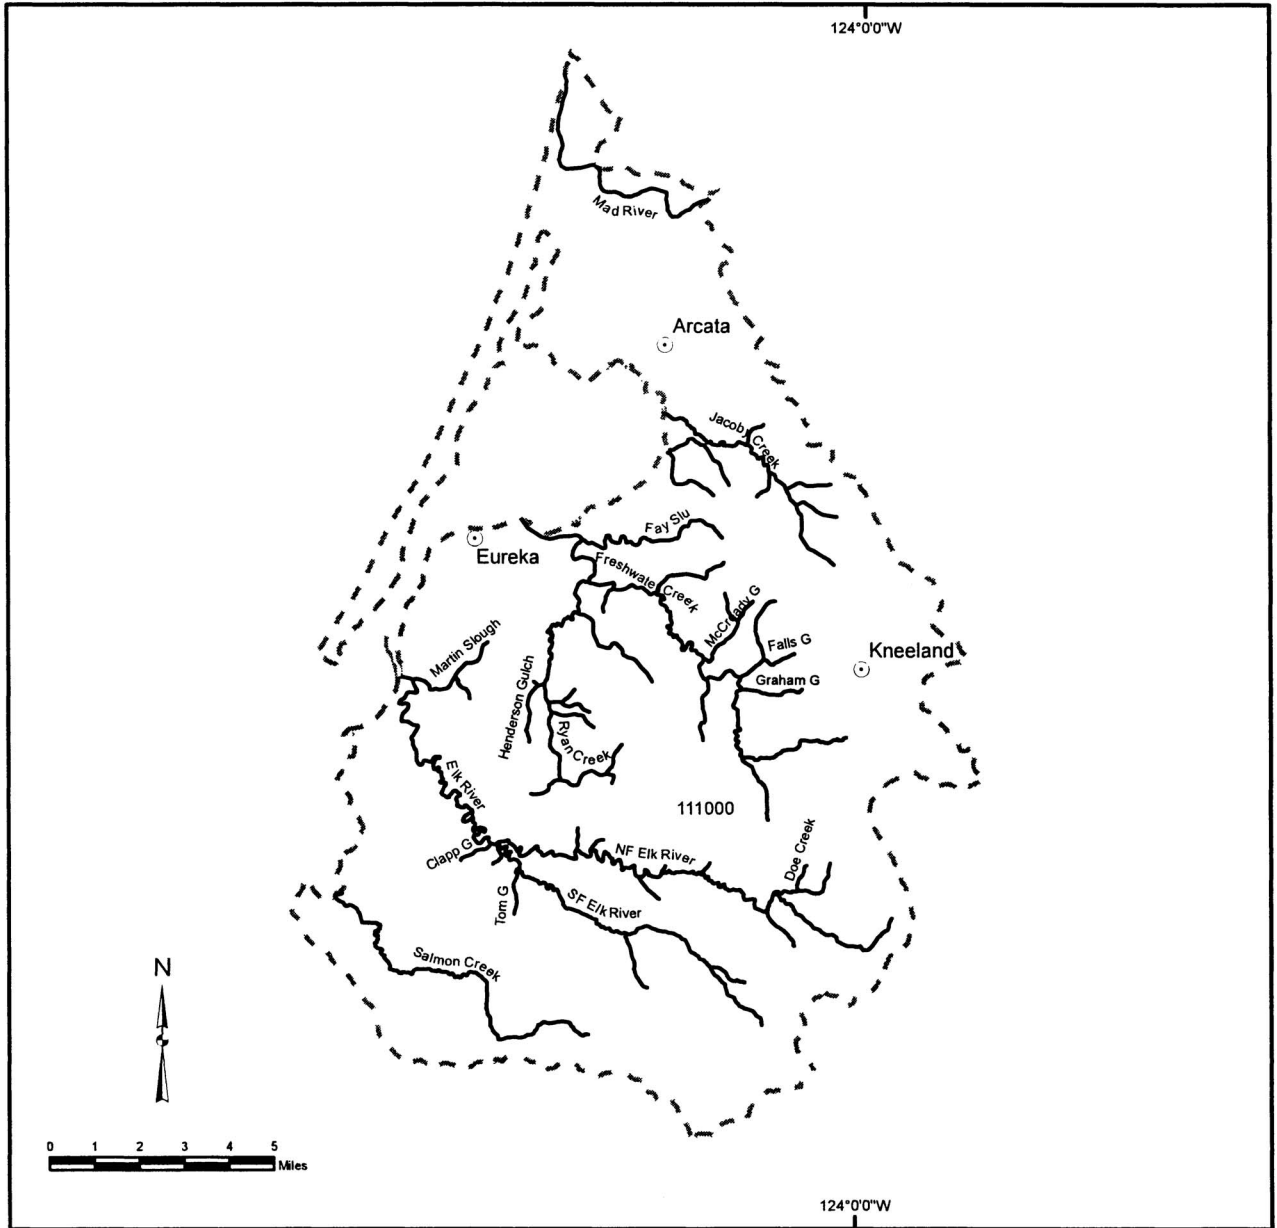 124°0'0"W
Mad River
Arcata
Jacoby Creek
Fay Slu
Eureka
Freshwater Creek
McCready G
Martin Slough
Falls G
Kneeland
Henderson Gulch
Graham G
Ryan Creek
Elk River
111000
Clapp G
NF Elk River
Doe Creek
Tom G
SF Elk River
Salmon Creek
N
0 1 2 3 4 5
Miles
124°0'0"W